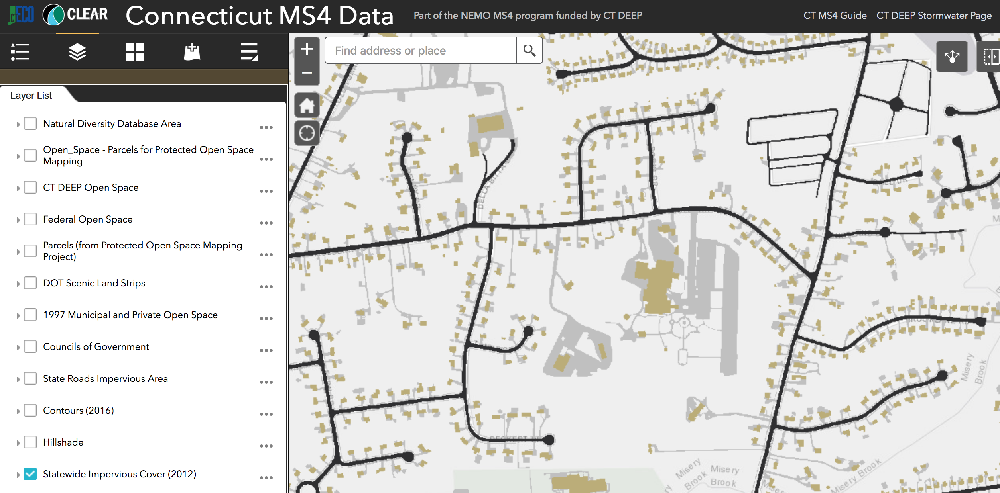 CT ECO
CLEAR
Connecticut MS4 Data
Part of the NEMO MS4 program funded by CT DEEP
CT MS4 Guide
CT DEEP Stormwater Page
Find address or place
Layer List
Natural Diversity Database Area
Open_Space - Parcels for Protected Open Space
Mapping
CT DEEP Open Space
Federal Open Space
Parcels (from Protected Open Space Mapping
Project)
DOT Scenic Land Strips
1997 Municipal and Private Open Space
Councils of Government
State Roads Impervious Area
Contours (2016)
Hillshade
Statewide Impervious Cover (2012)
Misery
Brook
Misery
Brook
Misery
Brook
Misery Brook